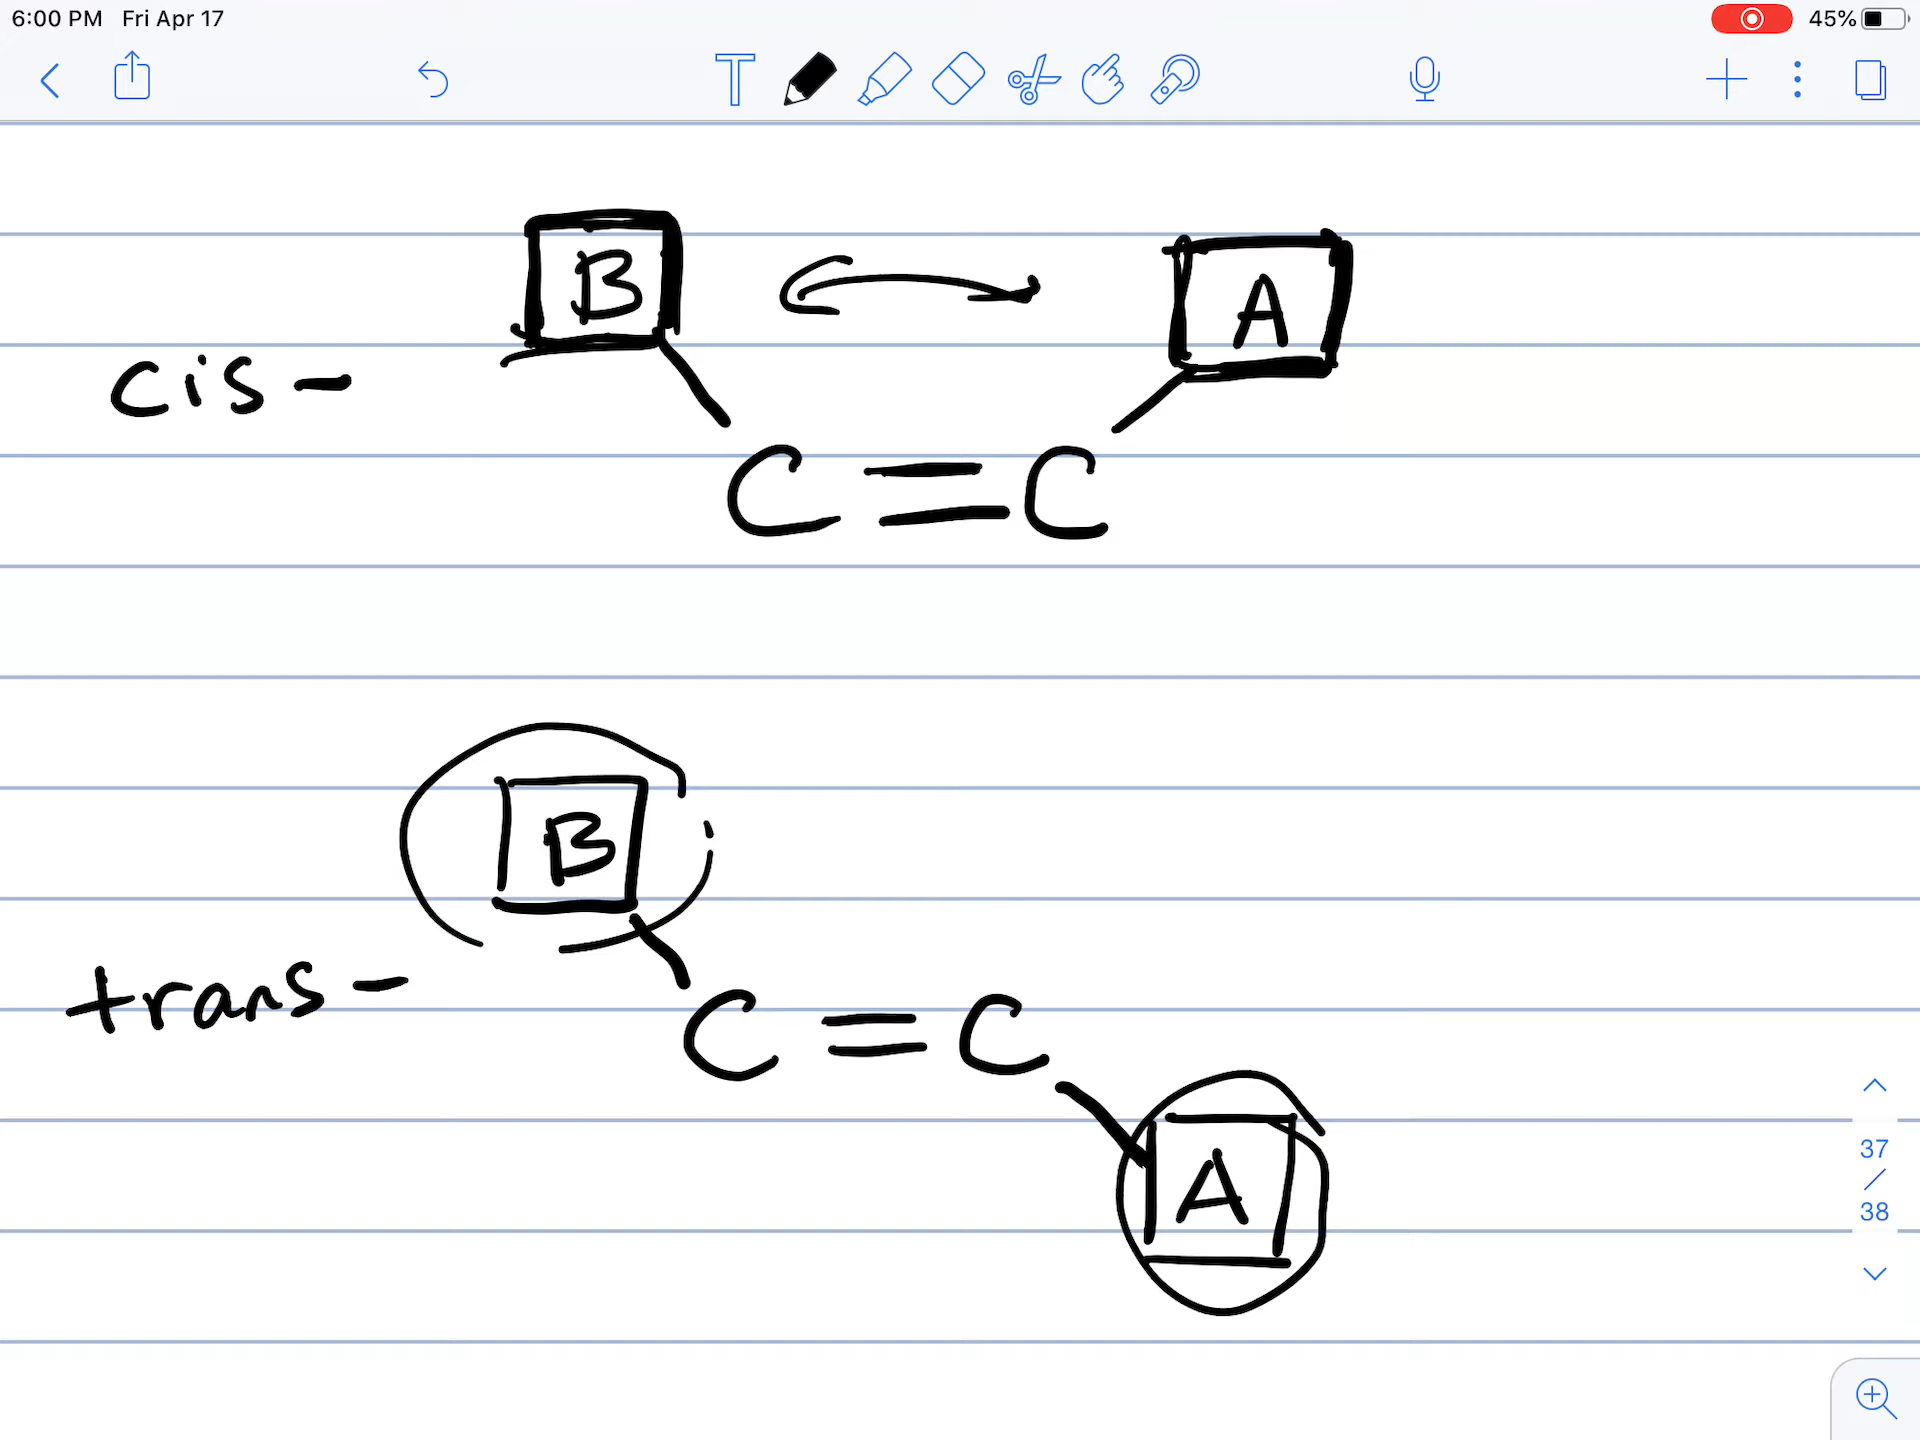 6:00 PM Fri Apr 17
45%
T
B A
cis-
C=C
B
trans-
C=C
A
37
/
38